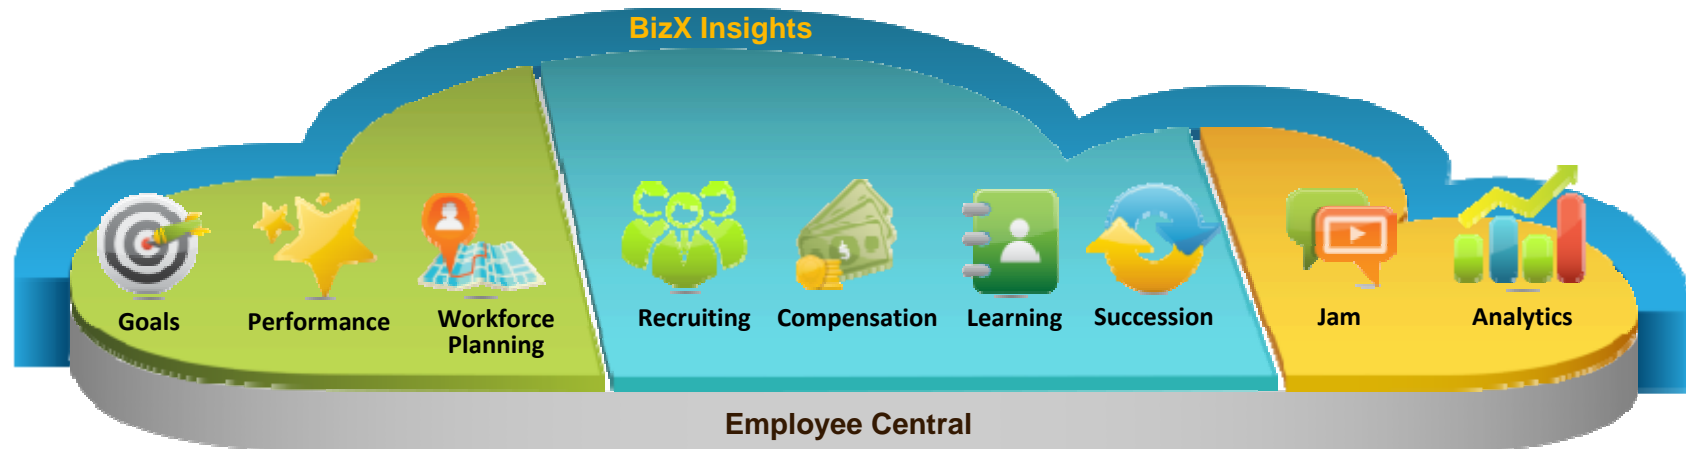 BizX Insights
Goals
Performance
Workforce
Planning
Recruiting
Compensation
Learning
Succession
Jam
Analytics
Employee Central